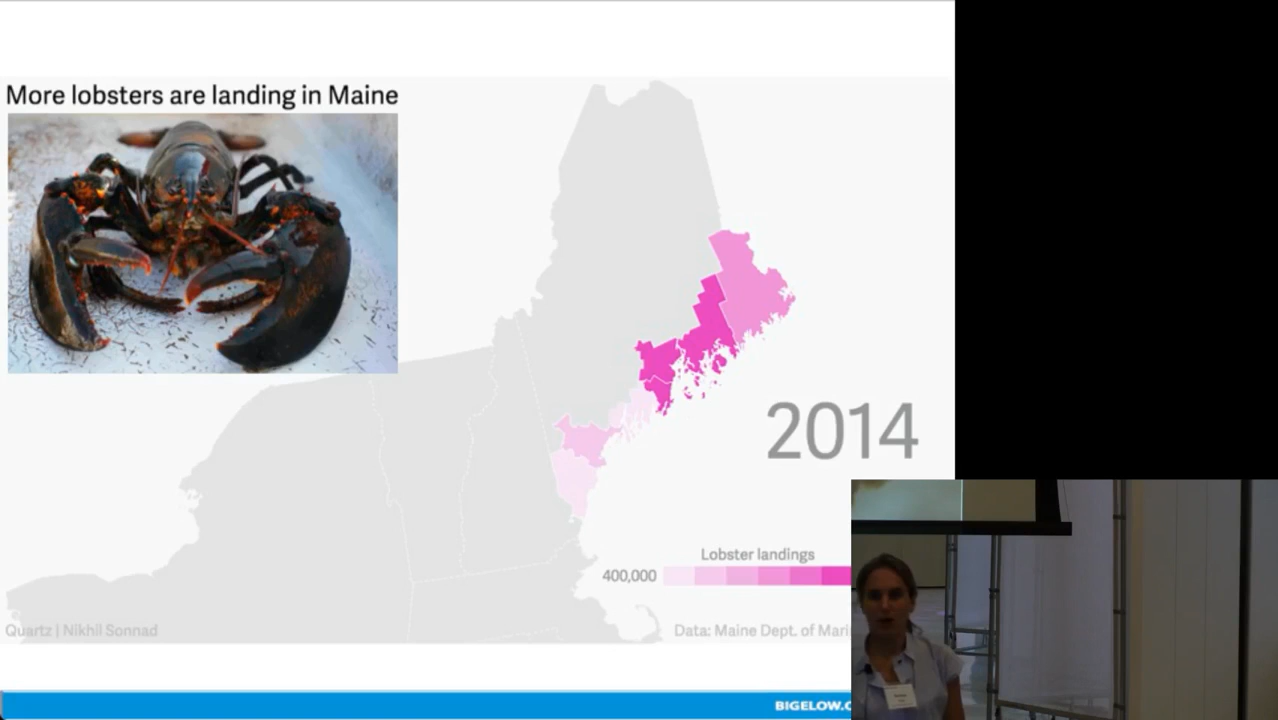 More lobsters are landing in Maine
2014
Lobster landings
400,000
Quartz | Nikhil Sonnad
Data: Maine Dept. of Mari
BIGELOW.